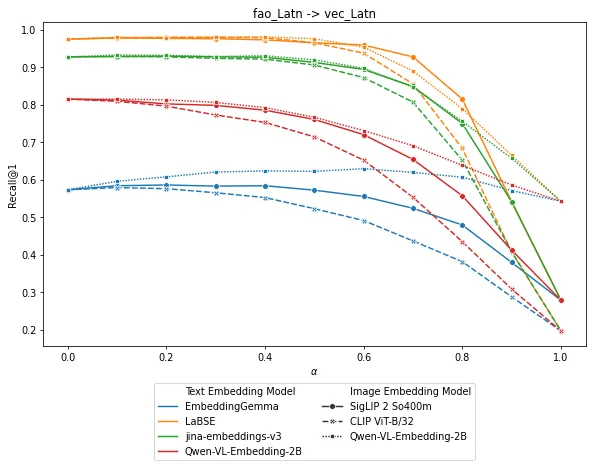 fao_Latn -> vec_Latn
1.0
0.9
0.8
0.7
0.6
0.5
0.4
0.3
0.2
Recall@1
0.0 0.2 0.4 0.6 0.8 1.0
α
Text Embedding Model Image Embedding Model
EmbeddingGemma SigLIP 2 So400m
LaBSE CLIP ViT-B/32
jina-embeddings-v3 Qwen-VL-Embedding-2B
Qwen-VL-Embedding-2B